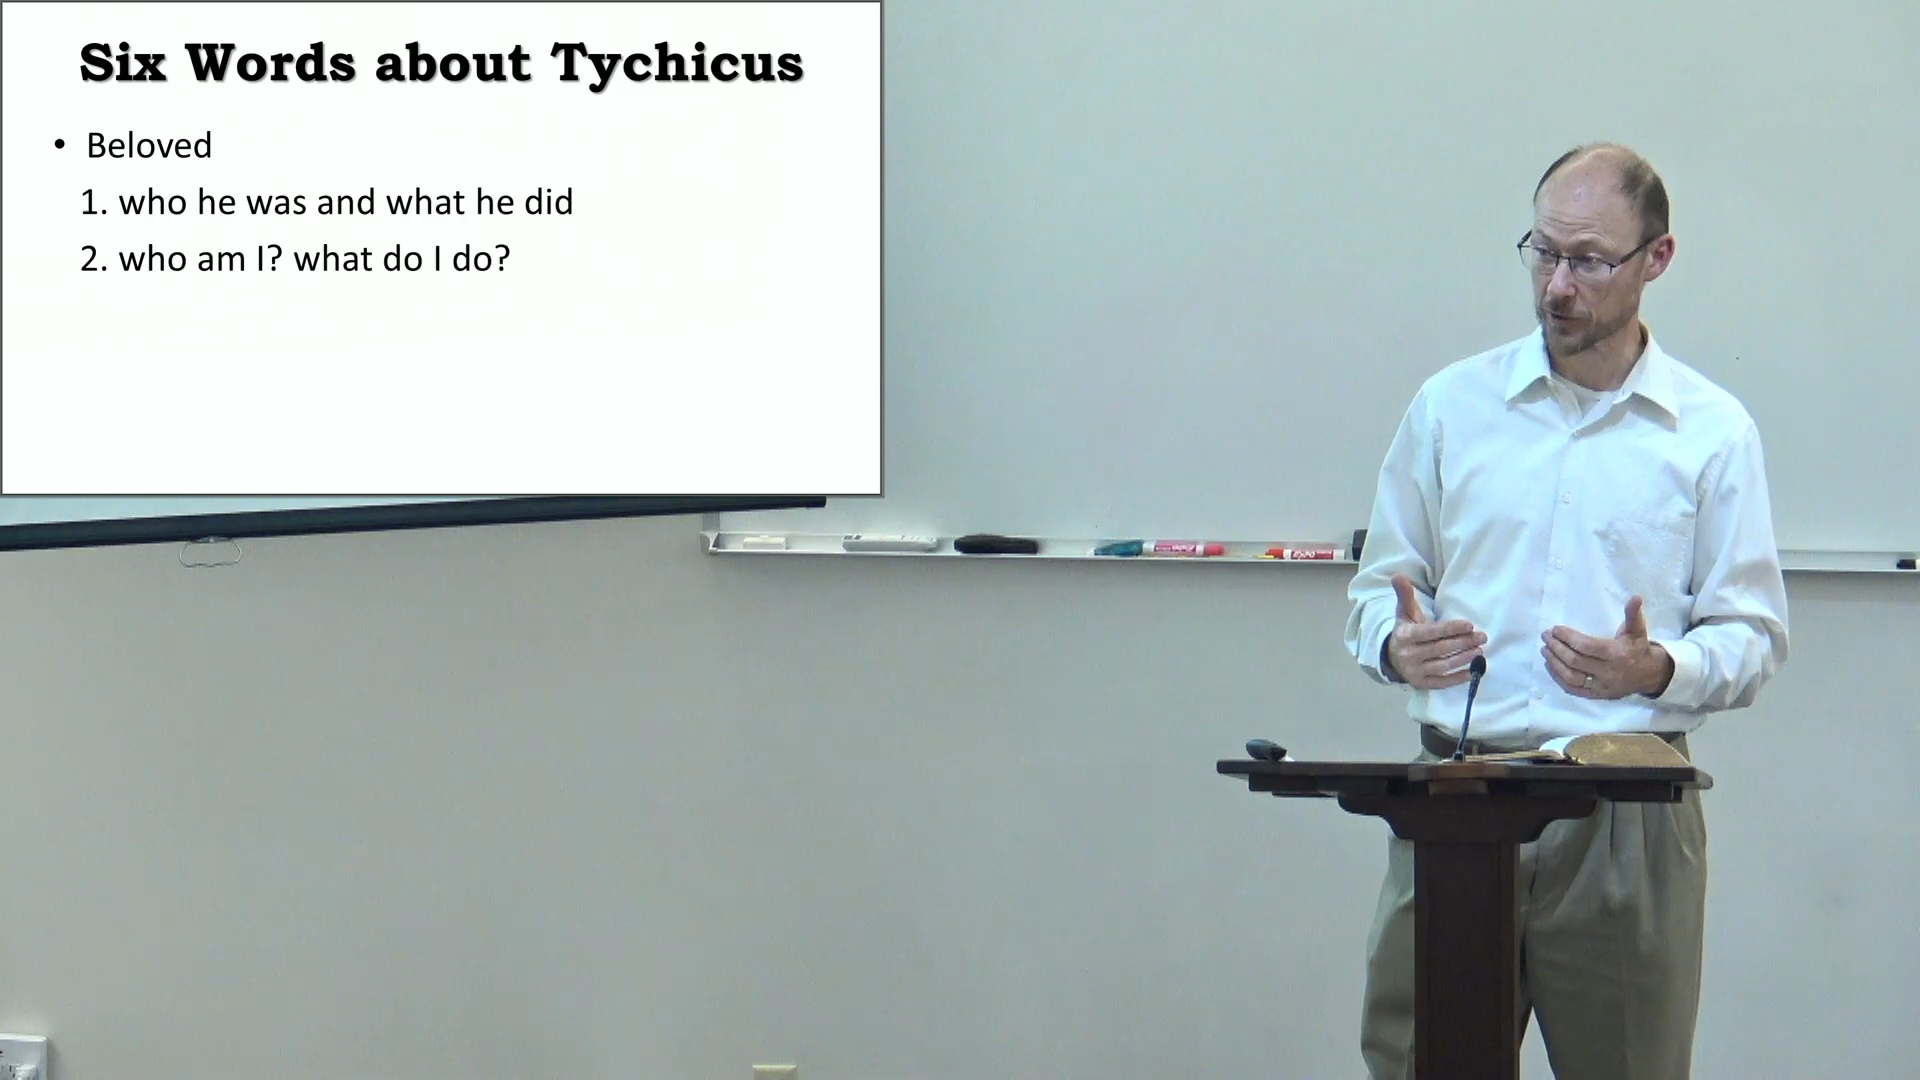 Six Words about Tychicus
• Beloved
1. who he was and what he did
2. who am I? what do I do?